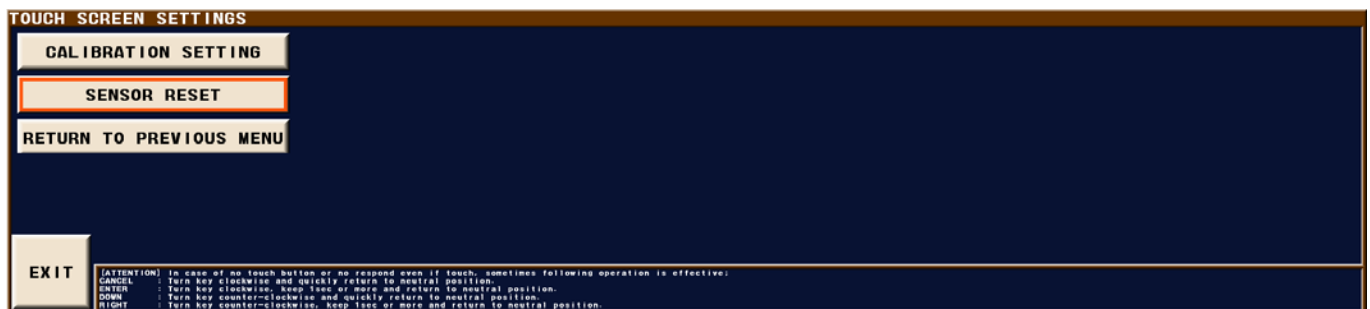 TOUCH SCREEN SETTINGS
CALIBRATION SETTING
SENSOR RESET
RETURN TO PREVIOUS MENU
EXIT
[ATTENTION] In case of no touch button or no respond even if touch, sometimes following operation is effective;
CANCEL : Turn key clockwise and quickly return to neutral position.
ENTER : Turn key clockwise, keep 1sec or more and return to neutral position.
DOWN : Turn key counter-clockwise and quickly return to neutral position.
RIGHT : Turn key counter-clockwise, keep 1sec or more and return to neutral position.